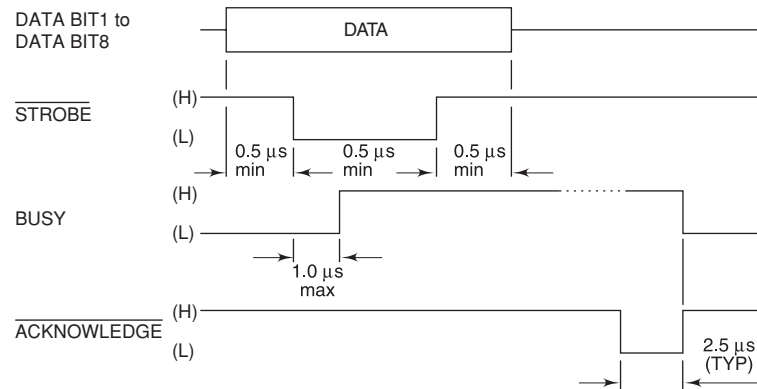 DATA BIT1 to
DATA BIT8
DATA
STROBE
(H)
(L)
0.5 µs
min
0.5 µs
min
0.5 µs
min
BUSY
(H)
(L)
1.0 µs
max
ACKNOWLEDGE
(H)
(L)
2.5 µs
(TYP)